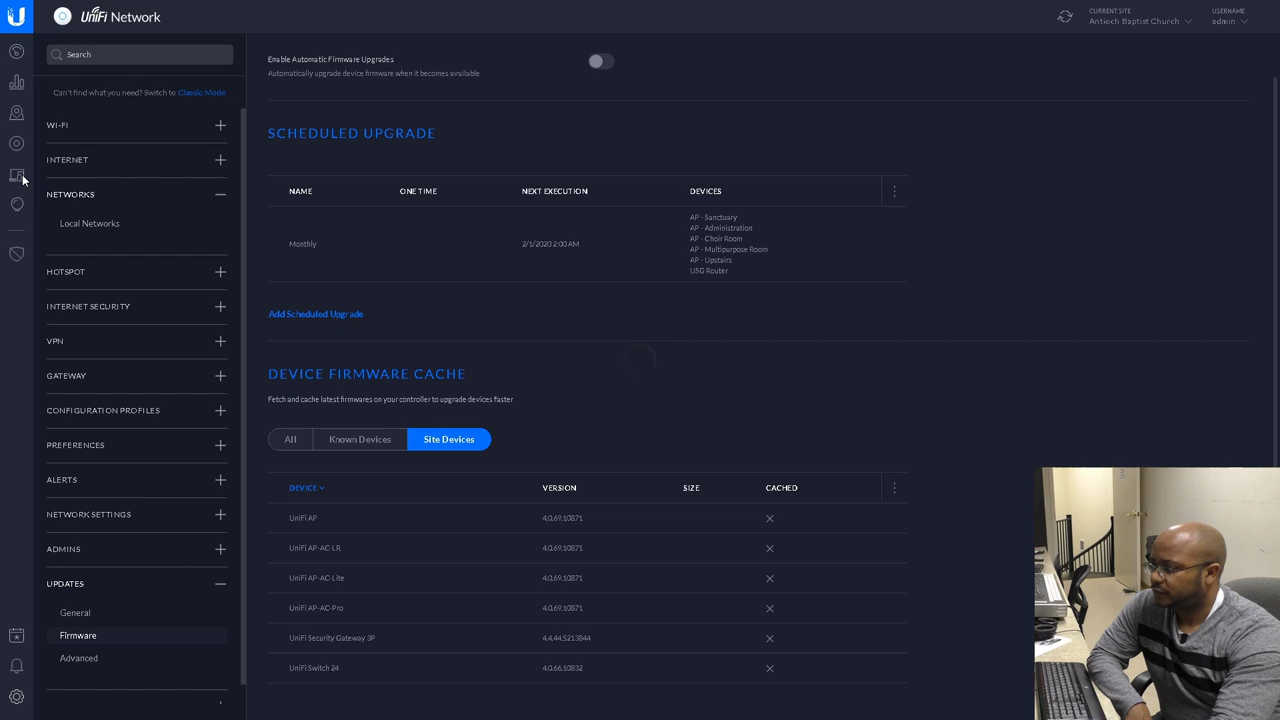 UniFi Network
CURRENT SITE
Antioch Baptist Church
USERNAME
admin
Search
Can't find what you need? Switch to Classic Mode
WI-FI
INTERNET
NETWORKS
Local Networks
HOTSPOT
INTERNET SECURITY
VPN
GATEWAY
CONFIGURATION PROFILES
PREFERENCES
ALERTS
NETWORK SETTINGS
ADMINS
UPDATES
General
Firmware
Advanced
Enable Automatic Firmware Upgrades
Automatically upgrade device firmware when it becomes available
SCHEDULED UPGRADE
NAME ONE TIME NEXT EXECUTION DEVICES
AP - Sanctuary
AP - Administration
AP - Choir Room
Monthly 2/1/2020 2:00 AM
AP - Multipurpose Room
AP - Upstairs
USG Router
Add Scheduled Upgrade
DEVICE FIRMWARE CACHE
Fetch and cache latest firmwares on your controller to upgrade devices faster
All Known Devices Site Devices
DEVICE VERSION SIZE CACHED
UniFi AP 4.0.69.10871
UniFi AP-AC-LR 4.0.69.10871
UniFi AP-AC-Lite 4.0.69.10871
UniFi AP-AC-Pro 4.0.69.10871
UniFi Security Gateway 3P 4.4.44.5213844
UniFi Switch 24 4.0.66.10832